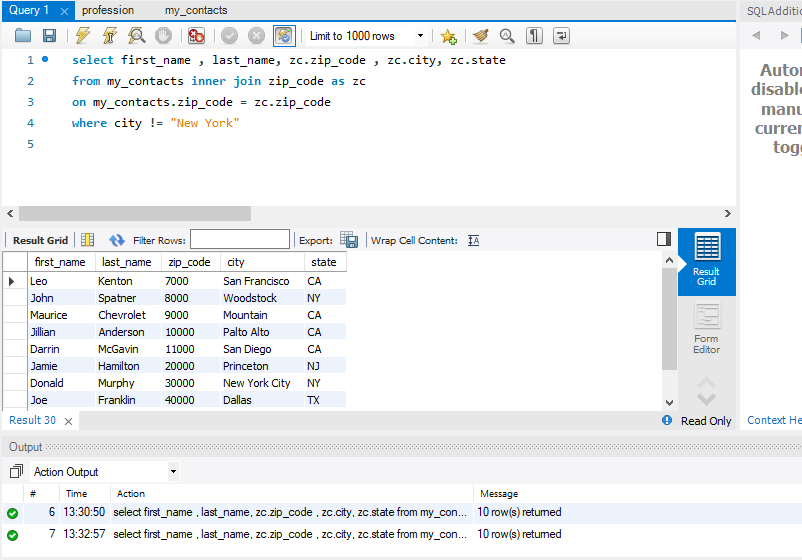 Query 1 profession my_contacts SQLAdditic
Limit to 1000 rows
1 select first_name , last_name, zc.zip_code , zc.city, zc.state
2 from my_contacts inner join zip_code as zc
3 on my_contacts.zip_code = zc.zip_code
4 where city != "New York"
5
Autor
disable
manu
curren
togg
Result Grid Filter Rows: Export: Wrap Cell Content:
first_name last_name zip_code city state
Leo Kenton 7000 San Francisco CA
John Spatner 8000 Woodstock NY
Maurice Chevrolet 9000 Mountain CA
Jillian Anderson 10000 Palto Alto CA
Darrin McGavin 11000 San Diego CA
Jamie Hamilton 20000 Princeton NJ
Donald Murphy 30000 New York City NY
Joe Franklin 40000 Dallas TX
Result
Grid
Form
Editor
Result 30 Read Only Context He
Output
Action Output
# Time Action Message
6 13:30:50 select first_name , last_name, zc.zip_code , zc.city, zc.state from my_con... 10 row(s) returned
7 13:32:57 select first_name , last_name, zc.zip_code , zc.city, zc.state from my_con... 10 row(s) returned